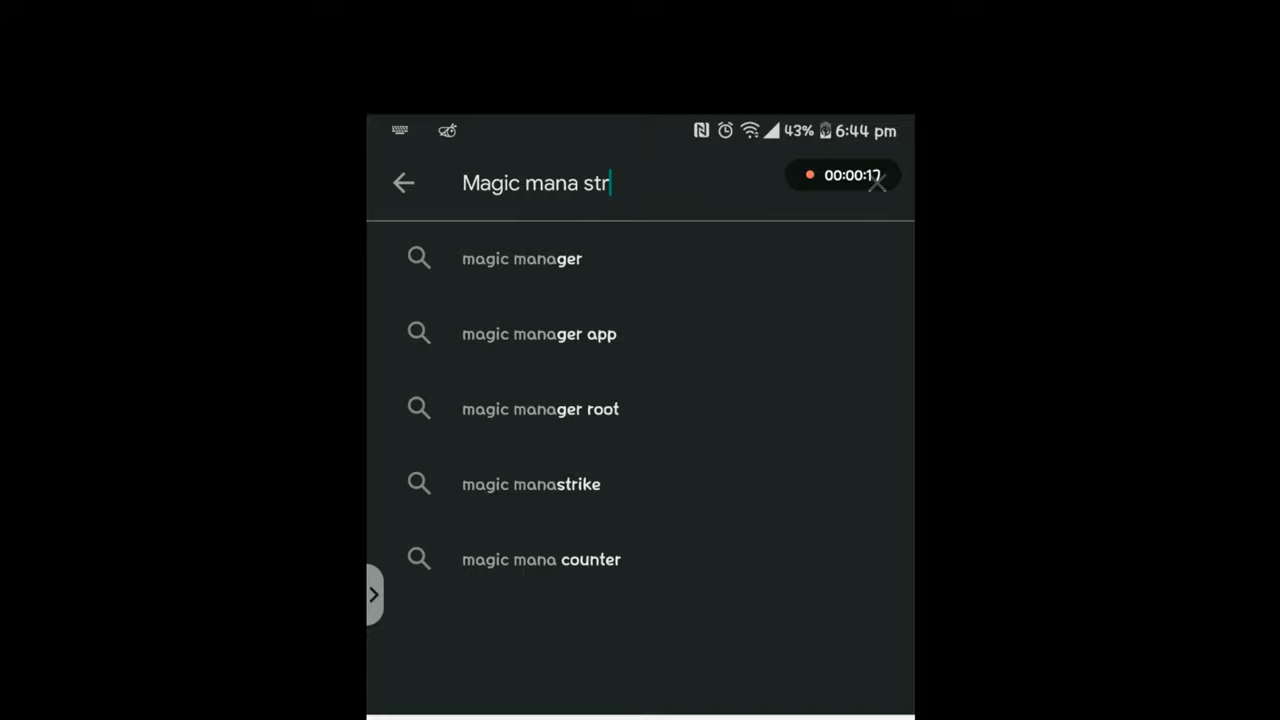 43% 6:44 pm
Magic mana str
00:00:17
magic manager
magic manager app
magic manager root
magic manastrike
magic mana counter